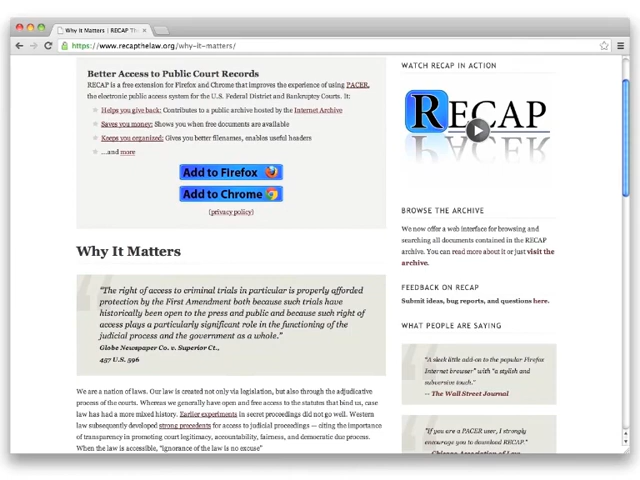 Why It Matters | RECAP Th
https://www.recapthelaw.org/why-it-matters/
Better Access to Public Court Records
RECAP is a free extension for Firefox and Chrome that improves the experience of using PACER,
the electronic public access system for the U.S. Federal District and Bankruptcy Courts. It:
Helps you give back: Contributes to a public archive hosted by the Internet Archive
Saves you money: Shows you when free documents are available
Keeps you organized: Gives you better filenames, enables useful headers
...and more
Add to Firefox
Add to Chrome
(privacy policy)
Why It Matters
"The right of access to criminal trials in particular is properly afforded
protection by the First Amendment both because such trials have
historically been open to the press and public and because such right of
access plays a particularly significant role in the functioning of the
judicial process and the government as a whole."
Globe Newspaper Co. v. Superior Ct.,
457 U.S. 596
We are a nation of laws. Our law is created not only via legislation, but also through the adjudicative
process of the courts. Whereas we generally have open and free access to the statutes that bind us, case
law has had a more mixed history. Earlier experiments in secret proceedings did not go well. Western
law subsequently developed strong precedents for access to judicial proceedings — citing the importance
of transparency in promoting court legitimacy, accountability, fairness, and democratic due process.
When the law is accessible, "ignorance of the law is no excuse"
WATCH RECAP IN ACTION
RECAP
BROWSE THE ARCHIVE
We now offer a web interface for browsing and
searching all documents contained in the RECAP
archive. You can read more about it or just visit the
archive.
FEEDBACK ON RECAP
Submit ideas, bug reports, and questions here.
WHAT PEOPLE ARE SAYING
"A sleek little add-on to the popular Firefox
Internet browser" with "a stylish and
subversive touch."
-- The Wall Street Journal
"If you are a PACER user, I strongly
encourage you to download RECAP."